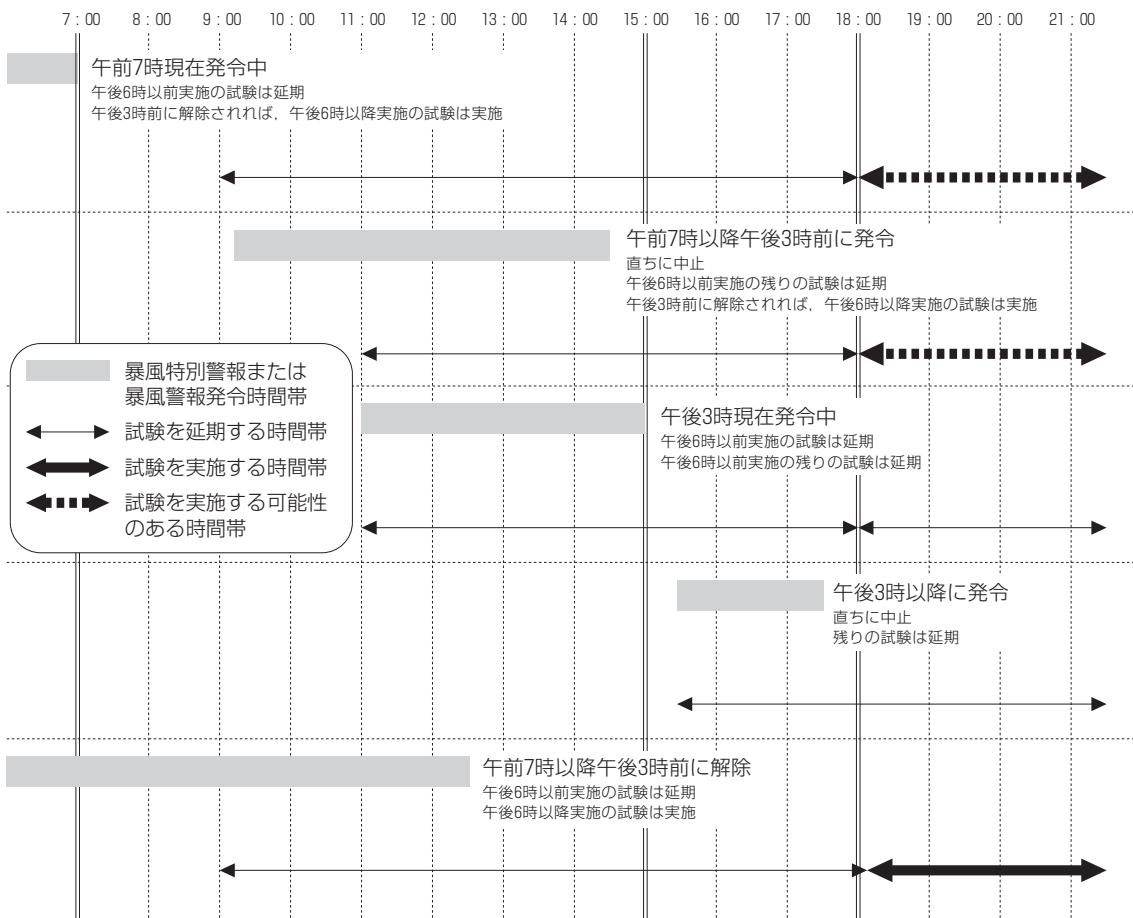 7：00 8：00 9：00 10：00 11：00 12：00 13：00 14：00 15：00 16：00 17：00 18：00 19：00 20：00 21：00
午前7時現在発令中
午後6時以前実施の試験は延期
午後3時前に解除されれば，午後6時以降実施の試験は実施
午前7時以降午後3時前に発令
直ちに中止
午後6時以前実施の残りの試験は延期
午後3時前に解除されれば，午後6時以降実施の試験は実施
暴風特別警報または
暴風警報発令時間帯
試験を延期する時間帯
試験を実施する時間帯
試験を実施する可能性
のある時間帯
午後3時現在発令中
午後6時以前実施の試験は延期
午後6時以前実施の残りの試験は延期
午後3時以降に発令
直ちに中止
残りの試験は延期
午前7時以降午後3時前に解除
午後6時以前実施の試験は延期
午後6時以降実施の試験は実施